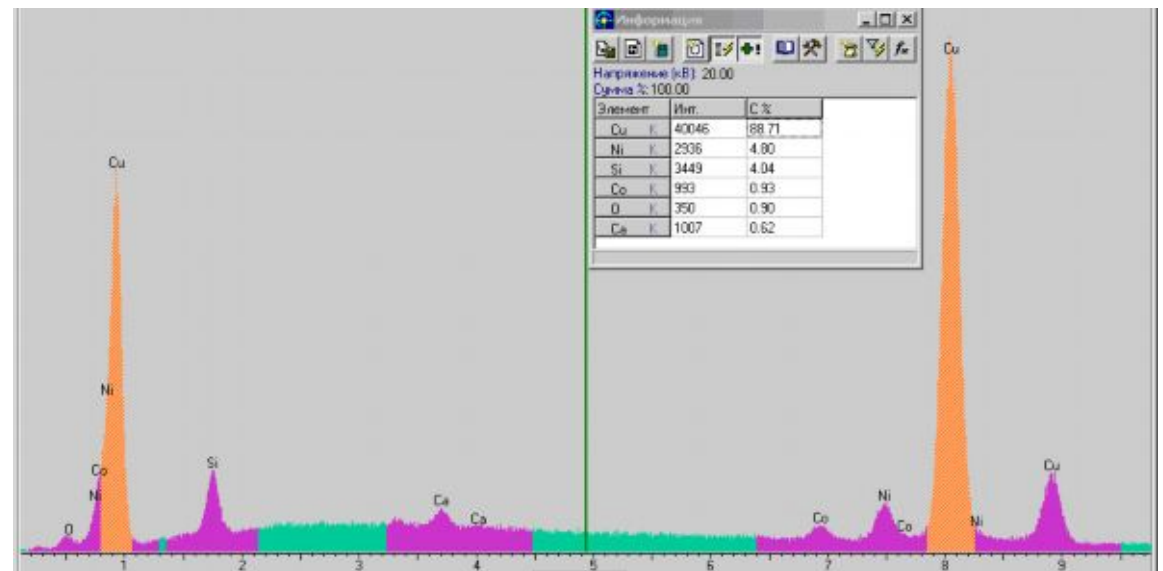 Информация
Напряжение (кВ): 20.00
Сумма %: 100.00
Элемент Инт. C %
Cu K 40046 88.71
Ni K 2936 4.80
Si K 3449 4.04
Co K 993 0.93
O K 350 0.90
Ca K 1007 0.62
Cu
Cu
Ni
Co
Ni
O
Si
Ca
Ca
Co
Ni
Co
Ni
Cu
1 2 3 4 5 6 7 8 9